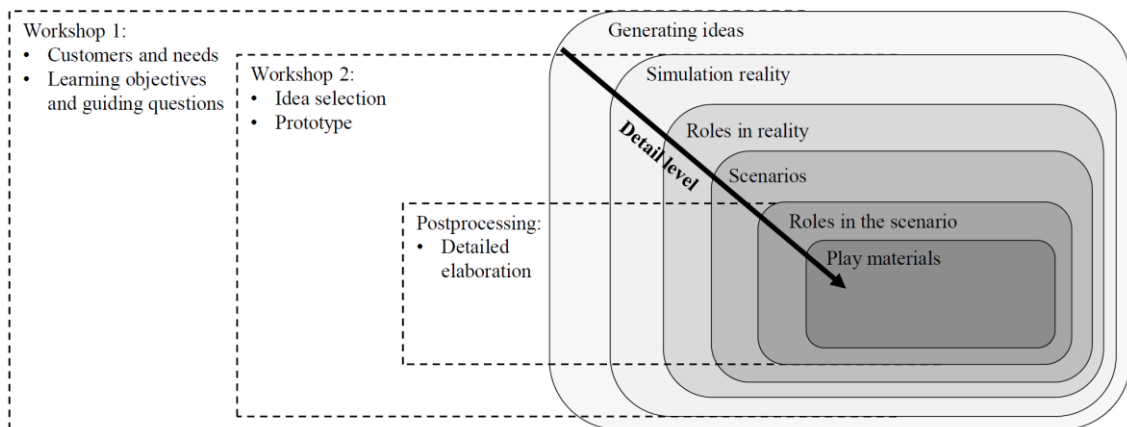 Workshop 1:
• Customers and needs
• Learning objectives
and guiding questions
Workshop 2:
• Idea selection
• Prototype
Postprocessing:
• Detailed
elaboration
Generating ideas
Simulation reality
Roles in reality
Scenarios
Roles in the scenario
Play materials
Detail level